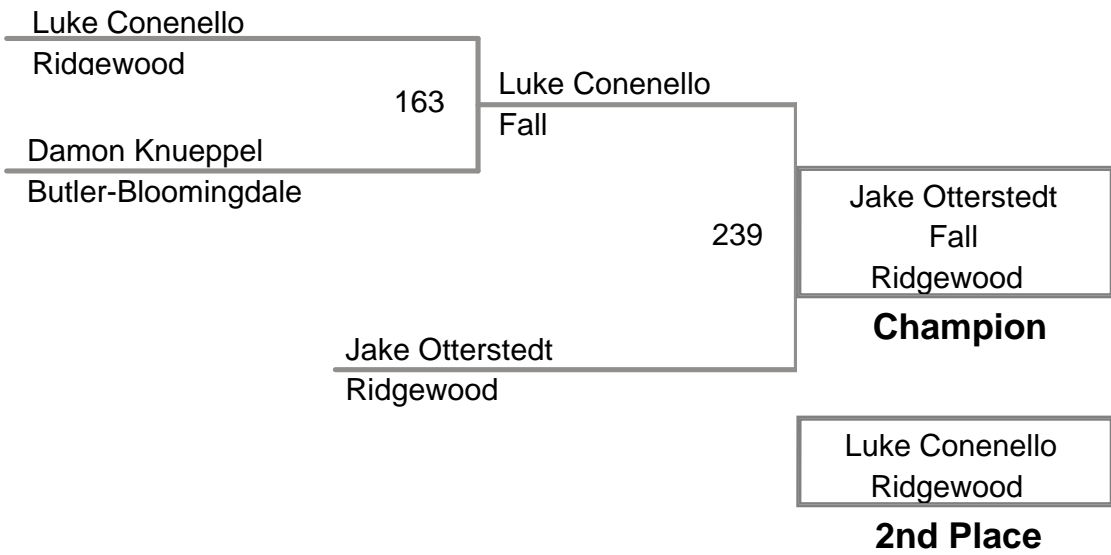 Luke Conenello
Ridgewood
163
Luke Conenello
Fall
Damon Knueppel
Butler-Bloomingdale
239
Jake Otterstedt
Fall
Ridgewood
Champion
Jake Otterstedt
Ridgewood
Luke Conenello
Ridgewood
2nd Place